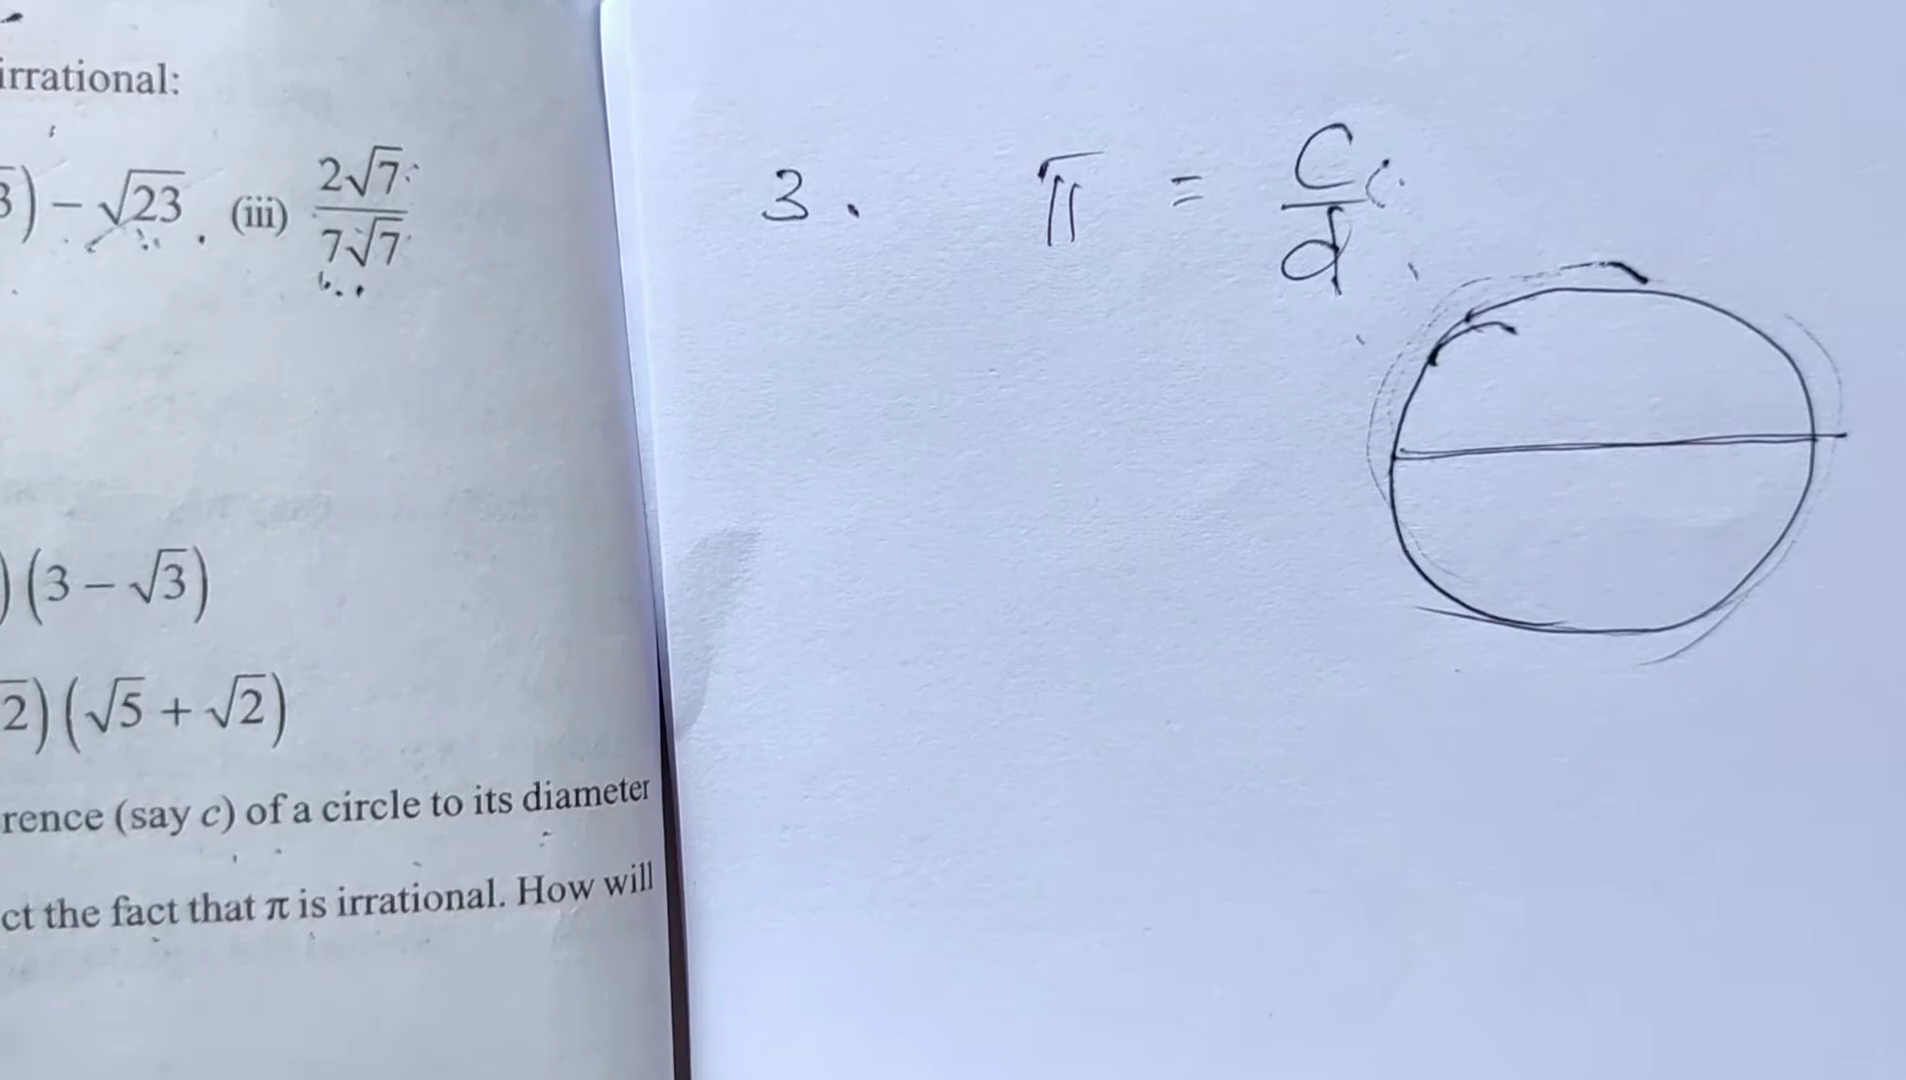 irrational:
3) – √23 (iii) 2√7/7√7
) (3 – √3)
2) (√5 + √2)
rence (say c) of a circle to its diameter
ct the fact that π is irrational. How will
3. π = C/d